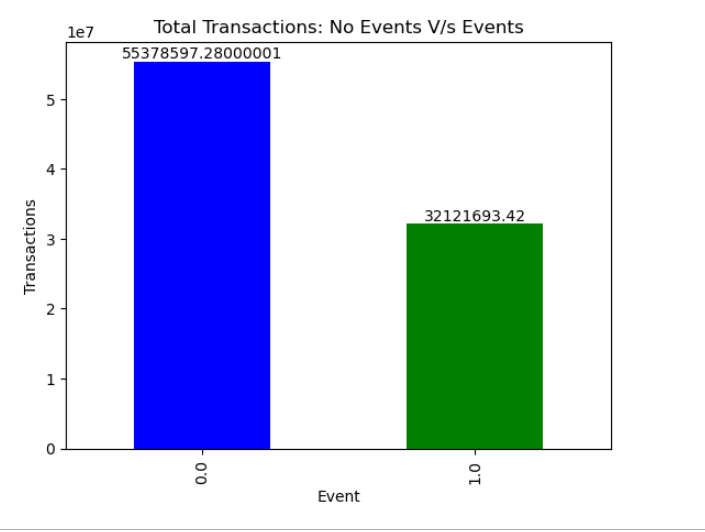 Total Transactions: No Events V/s Events
1e7
55378597.28000001
32121693.42
5
4
3
2
1
0
Transactions
0.0
1.0
Event